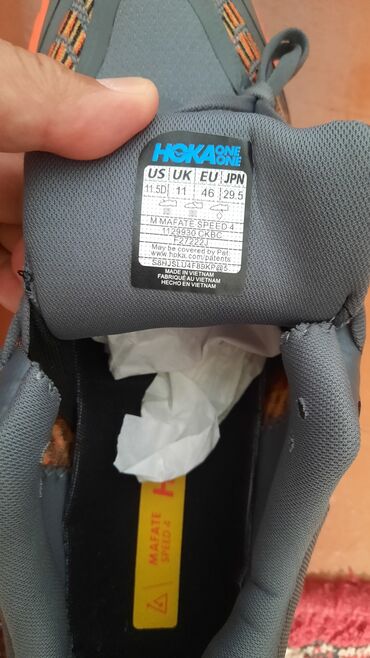 HOKA ONE ONE
US UK EU JPN
11.5D 11 46 29.5
M MAFATE SPEED 4
1129930 CKBC
F27222J
May be covered by Pat.
www.hoka.com/patents
MADE IN VIETNAM
FABRIQUÉ AU VIETNAM
HECHO EN VIETNAM
H
MAFATE
SPEED 4